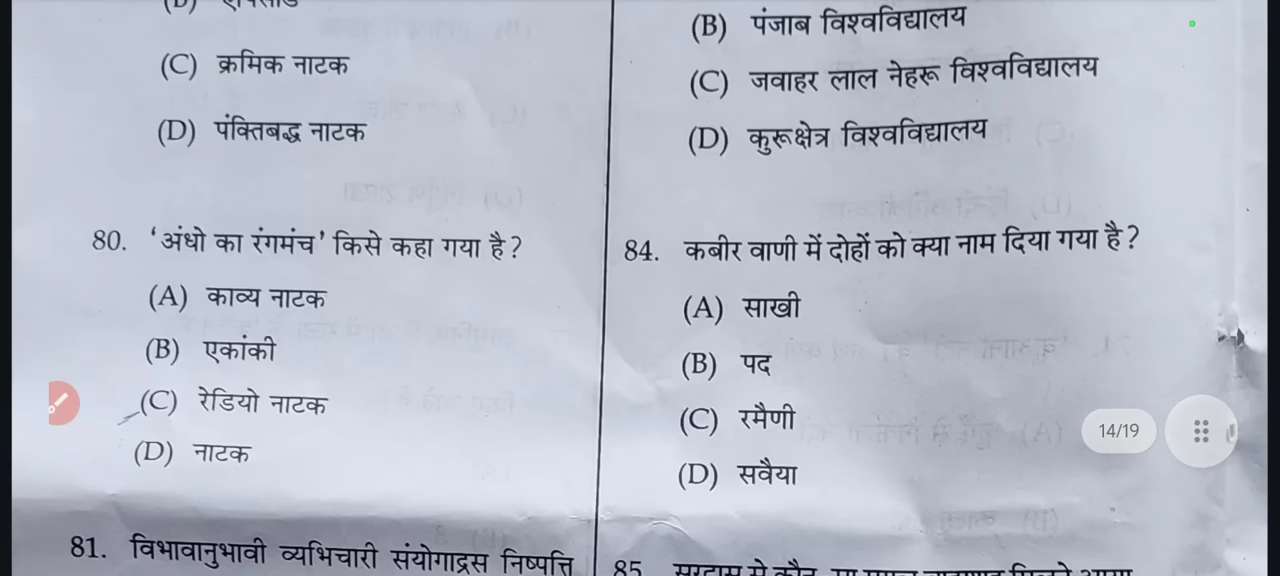 (C) क्रमिक नाटक
(D) पंक्तिबद्ध नाटक
80. ‘अंधो का रंगमंच’ किसे कहा गया है?
(A) काव्य नाटक
(B) एकांकी
(C) रेडियो नाटक
(D) नाटक
81. विभावानुभावी व्यभिचारी संयोगाद्रस निष्पत्ति
(B) पंजाब विश्वविद्यालय
(C) जवाहर लाल नेहरू विश्वविद्यालय
(D) कुरूक्षेत्र विश्वविद्यालय
84. कबीर वाणी में दोहों को क्या नाम दिया गया है?
(A) साखी
(B) पद
(C) रमैणी
(D) सवैया
85
14/19